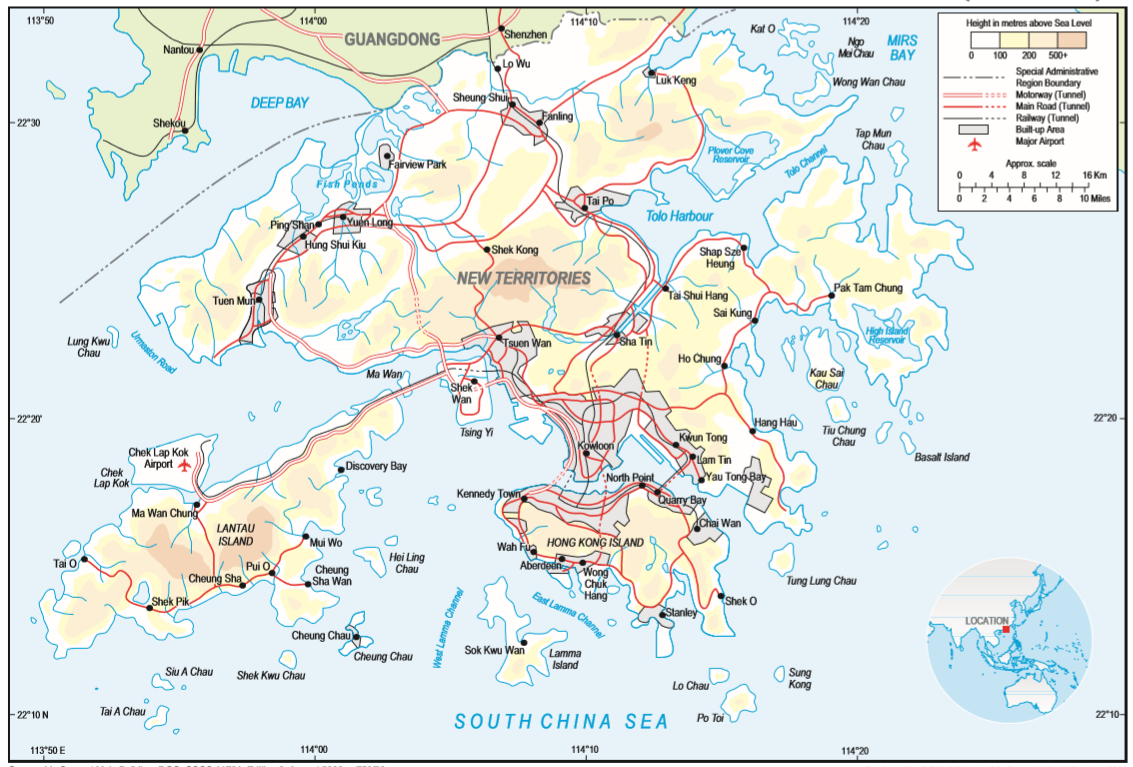 113°50'
114°00'
114°10'
114°20'
Height in metres above Sea Level
0 100 200 500+
Special Administrative
Region Boundary
Motorway (Tunnel)
Main Road (Tunnel)
Railway (Tunnel)
Built-up Area
Major Airport
Approx. scale
0 4 8 12 16 Km
0 2 4 6 8 10 Miles
GUANGDONG
Nantou
Shenzhen
Kat O
Ngo
Mei Chau
MIRS
BAY
Lo Wu
Luk Keng
Wong Wan Chau
DEEP BAY
Sheung Shui
Shekou
22°30'
Fanling
Tap Mun
Chau
Fairview Park
Plover Cove
Reservoir
Tolo Channel
Fish Ponds
Tai Po
Tolo Harbour
Ping Shan
Yuen Long
Hung Shui Kiu
Shek Kong
Shap Sze
Heung
NEW TERRITORIES
Tuen Mun
Tai Shui Hang
Pak Tam Chung
Sai Kung
Lung Kwu
Chau
Urmston Road
Tsuen Wan
Sha Tin
High Island
Reservoir
Ho Chung
Ma Wan
Shek
Wan
Kau Sai
Chau
22°20'
22°20'
Tsing Yi
Hang Hau
Tiu Chung
Chau
Basalt Island
Kwun Tong
Kowloon
Lam Tin
Chek Lap Kok
Airport
Chek
Lap Kok
Discovery Bay
North Point
Yau Tong Bay
Kennedy Town
Quarry Bay
Ma Wan Chung
Chai Wan
LANTAU
ISLAND
Mui Wo
Wah Fu
HONG KONG ISLAND
Tai O
Hei Ling
Chau
Aberdeen
Wong
Chuk
Hang
Pui O
Cheung
Sha Wan
Cheung Sha
Tung Lung Chau
Shek Pik
East Lamma Channel
Stanley
Shek O
LOCATION
Cheung Chau
Cheung Chau
West Lamma Channel
Sok Kwu Wan
Lamma
Island
Siu A Chau
Shek Kwu Chau
Lo Chau
Sung
Kong
Tai A Chau
Po Toi
22°10' N
SOUTH CHINA SEA
22°10'
113°50 E
114°00'
114°10'
114°20'